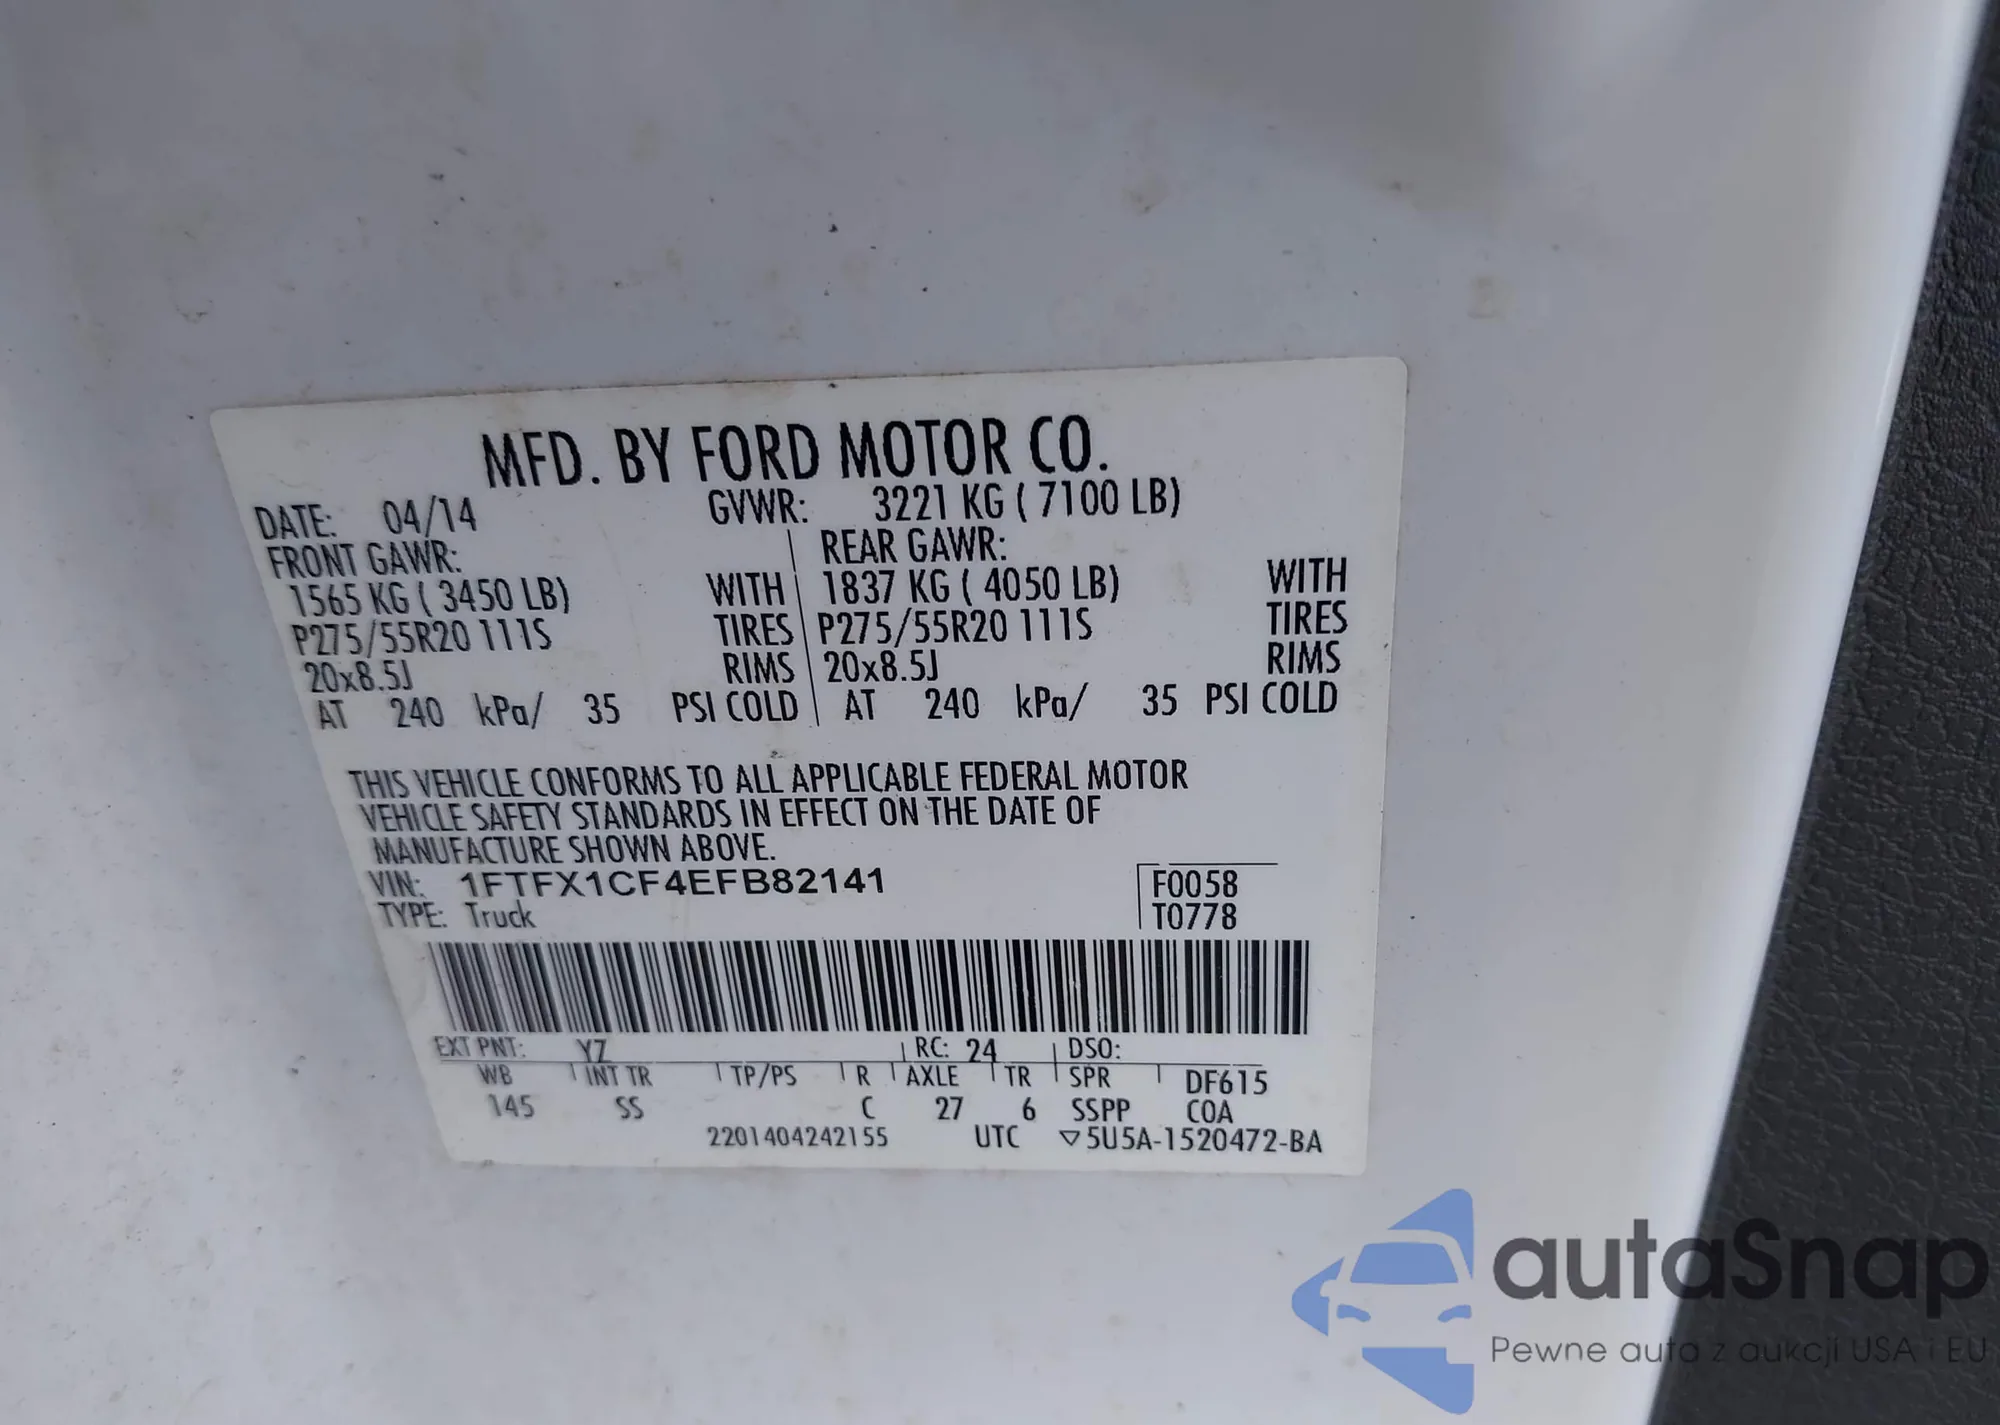 MFD. BY FORD MOTOR CO.
DATE: 04/14 GVWR: 3221 KG ( 7100 LB)
FRONT GAWR: REAR GAWR:
1565 KG ( 3450 LB) WITH 1837 KG ( 4050 LB) WITH
P275/55R20 111S TIRES P275/55R20 111S TIRES
20x8.5J RIMS 20x8.5J RIMS
AT 240 kPa/ 35 PSI COLD AT 240 kPa/ 35 PSI COLD
THIS VEHICLE CONFORMS TO ALL APPLICABLE FEDERAL MOTOR
VEHICLE SAFETY STANDARDS IN EFFECT ON THE DATE OF
MANUFACTURE SHOWN ABOVE.
VIN: 1FTFX1CF4EFB82141 F0058
TYPE: Truck T0778
EXT PNT: YZ RC: 24 DSO:
WB INT TR TP/PS R AXLE TR SPR DF615
145 SS C 27 6 SSPP COA
2201404242155 UTC ▽5U5A-1520472-BA
autaSnap
Pewne auta z aukcji USA i EU